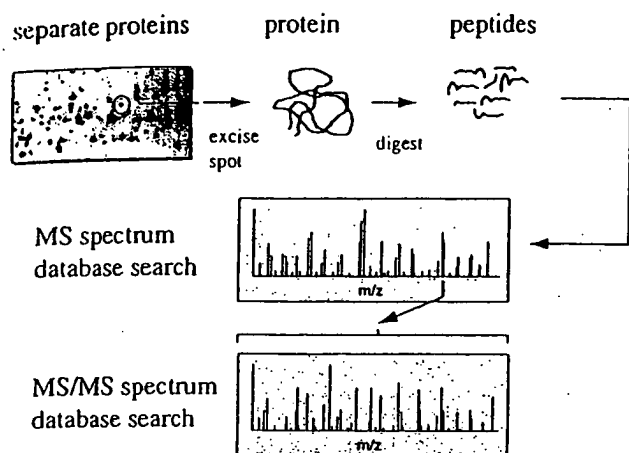 separate proteins
protein
peptides
excise
spot
digest
MS spectrum
database search
m/z
MS/MS spectrum
database search
m/z